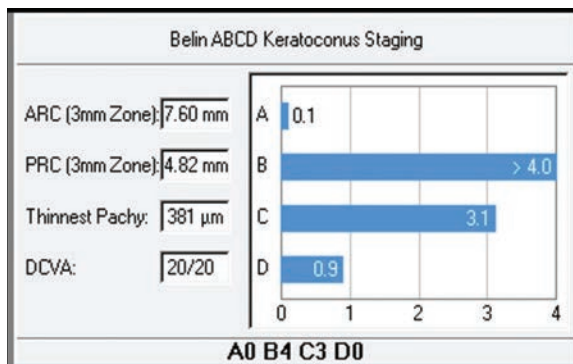 Belin ABCD Keratoconus Staging
ARC (3mm Zone): 7.60 mm
A 0.1
PRC (3mm Zone): 4.82 mm
B > 4.0
Thinnest Pachy: 381 µm
C 3.1
DCVA: 20/20
D 0.9
0 1 2 3 4
A0 B4 C3 D0